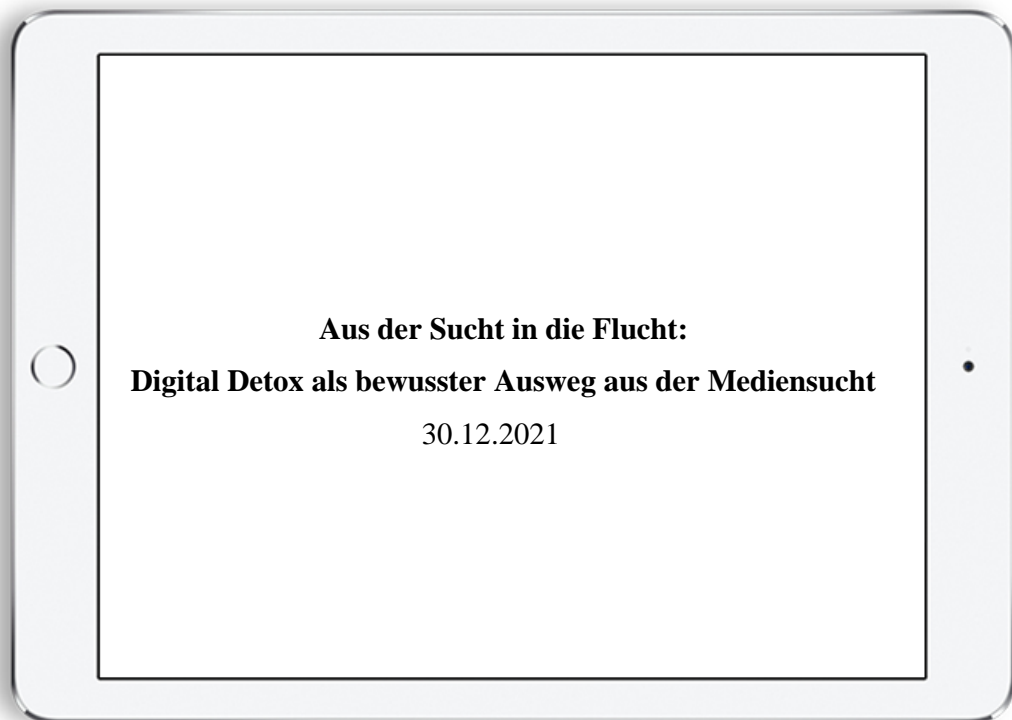 Aus der Sucht in die Flucht:
Digital Detox als bewusster Ausweg aus der Mediensucht
30.12.2021